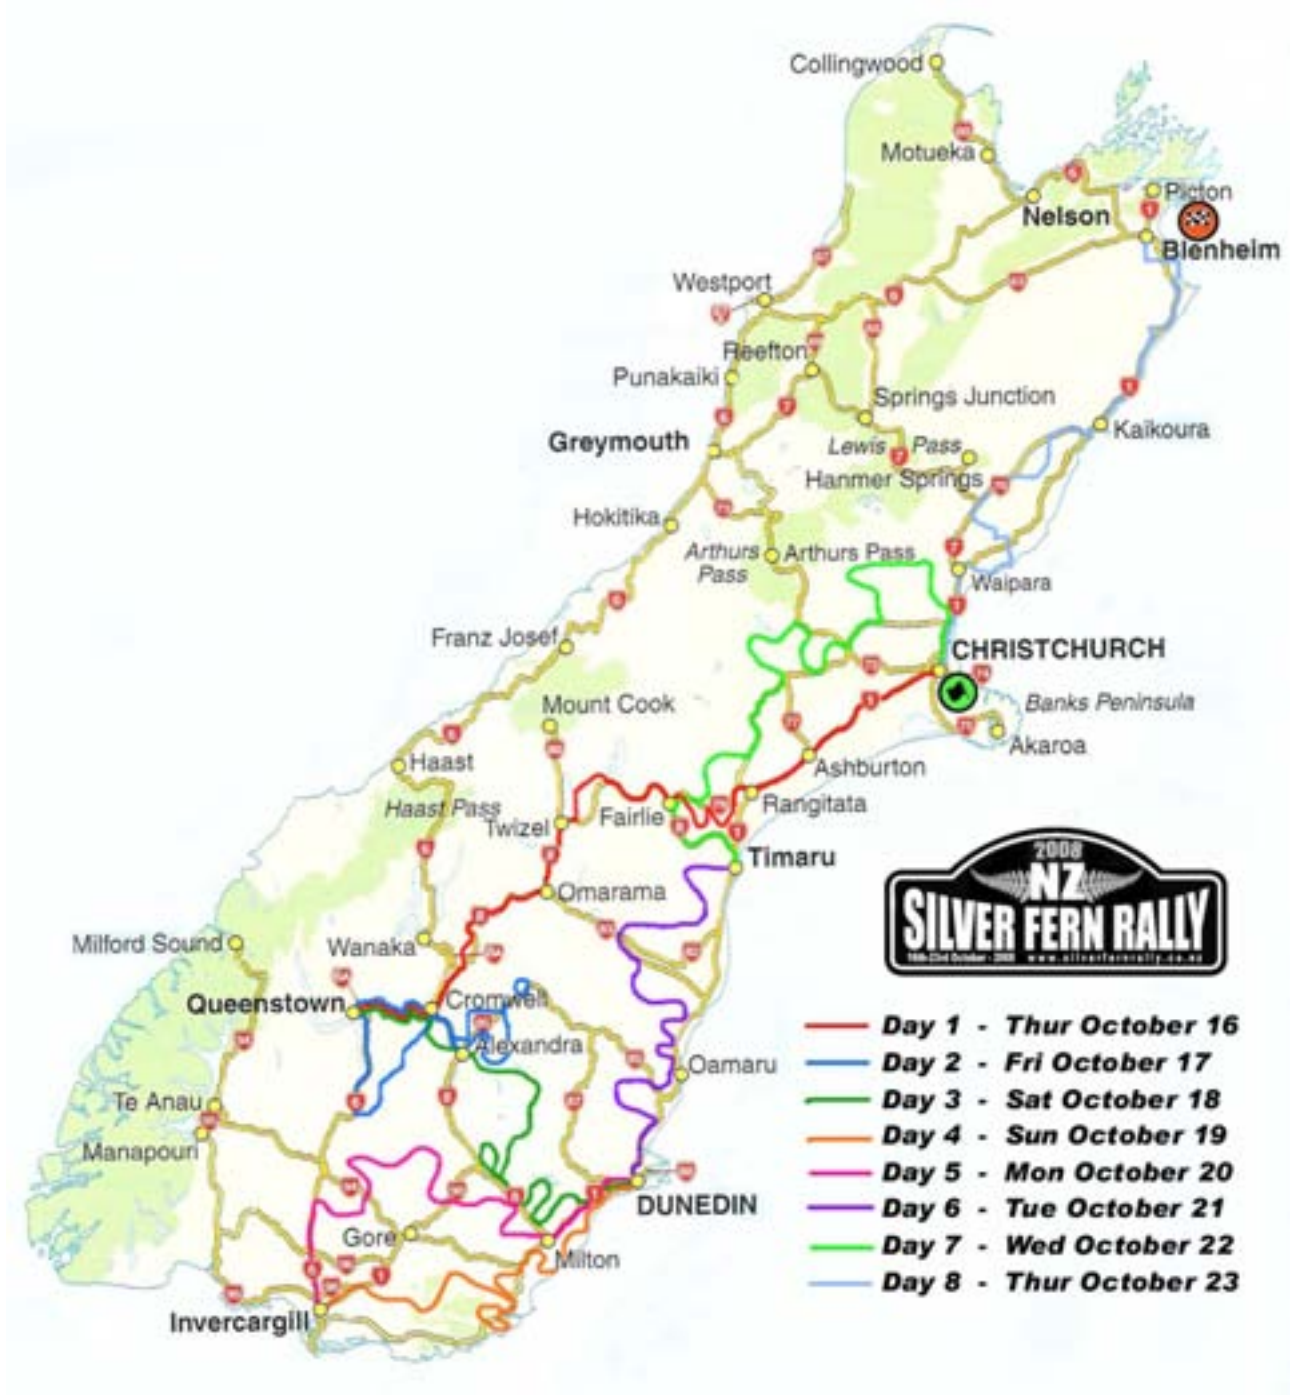 Collingwood
Motueka
Picton
Nelson
Blenheim
Westport
Reefton
Punakaiki
Springs Junction
Kaikoura
Greymouth
Lewis Pass
Hanmer Springs
Hokitika
Arthurs
Pass
Arthurs Pass
Waipara
Franz Josef
CHRISTCHURCH
Banks Peninsula
Mount Cook
Akaroa
Haast
Ashburton
Haast Pass
Rangitata
Fairlie
Twizel
Timaru
Omarama
2008
NZ
SILVER FERN RALLY
www.silverfernrally.co.nz
Milford Sound
Wanaka
Queenstown
Cromwell
Alexandra
Oamaru
Te Anau
Manapouri
DUNEDIN
Gore
Milton
Invercargill
Day 1 - Thur October 16
Day 2 - Fri October 17
Day 3 - Sat October 18
Day 4 - Sun October 19
Day 5 - Mon October 20
Day 6 - Tue October 21
Day 7 - Wed October 22
Day 8 - Thur October 23